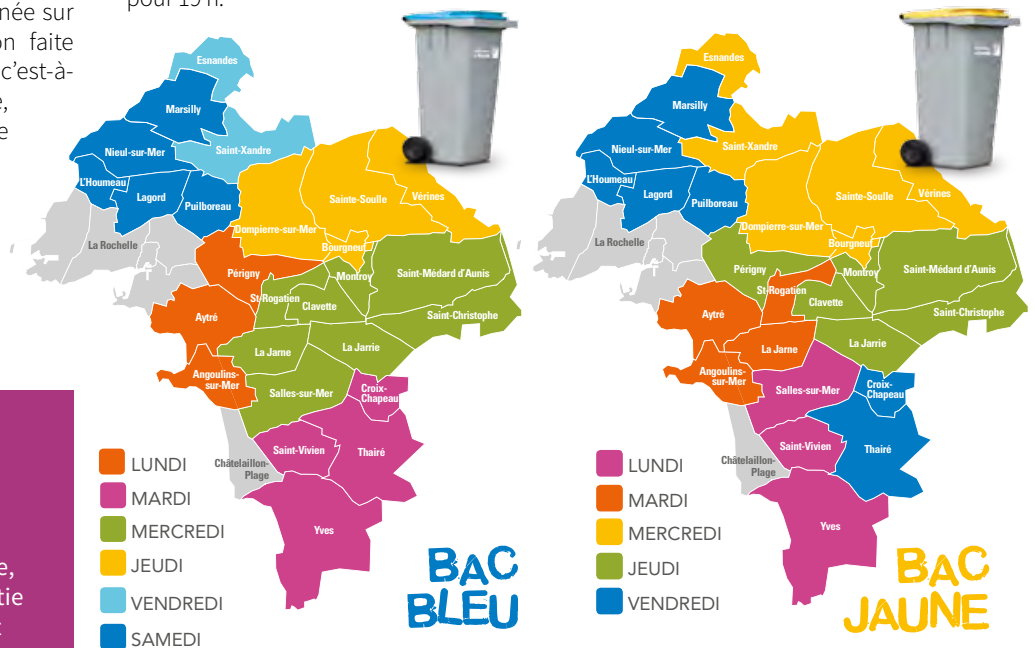 née sur
on faite
c'est-à-
e,
e
pour 19 h.
e,
tie
Esnandes
Marsilly
Saint-Xandre
Nieul-sur-Mer
L'Houmeau
Lagord
Puilboreau
La Rochelle
Sainte-Soulle
Vérines
Dompierre-sur-Mer
Bourgneuf
Périgny
Montroy
Saint-Médard d'Aunis
St-Rogatien
Clavette
Saint-Christophe
Aytré
La Jarne
La Jarrie
Angoulins-
sur-Mer
Salles-sur-Mer
Croix-
Chapeau
Saint-Vivien
Thairé
Châtelaillon-
Plage
Yves
LUNDI
MARDI
MERCREDI
JEUDI
VENDREDI
SAMEDI
BAC
BLEU
Esnandes
Marsilly
Saint-Xandre
Nieul-sur-Mer
L'Houmeau
Lagord
Puilboreau
La Rochelle
Sainte-Soulle
Vérines
Dompierre-sur-Mer
Bourgneuf
Périgny
Montroy
Saint-Médard d'Aunis
St-Rogatien
Clavette
Saint-Christophe
Aytré
La Jarne
La Jarrie
Angoulins-
sur-Mer
Salles-sur-Mer
Croix-
Chapeau
Saint-Vivien
Thairé
Châtelaillon-
Plage
Yves
LUNDI
MARDI
MERCREDI
JEUDI
VENDREDI
BAC
JAUNE